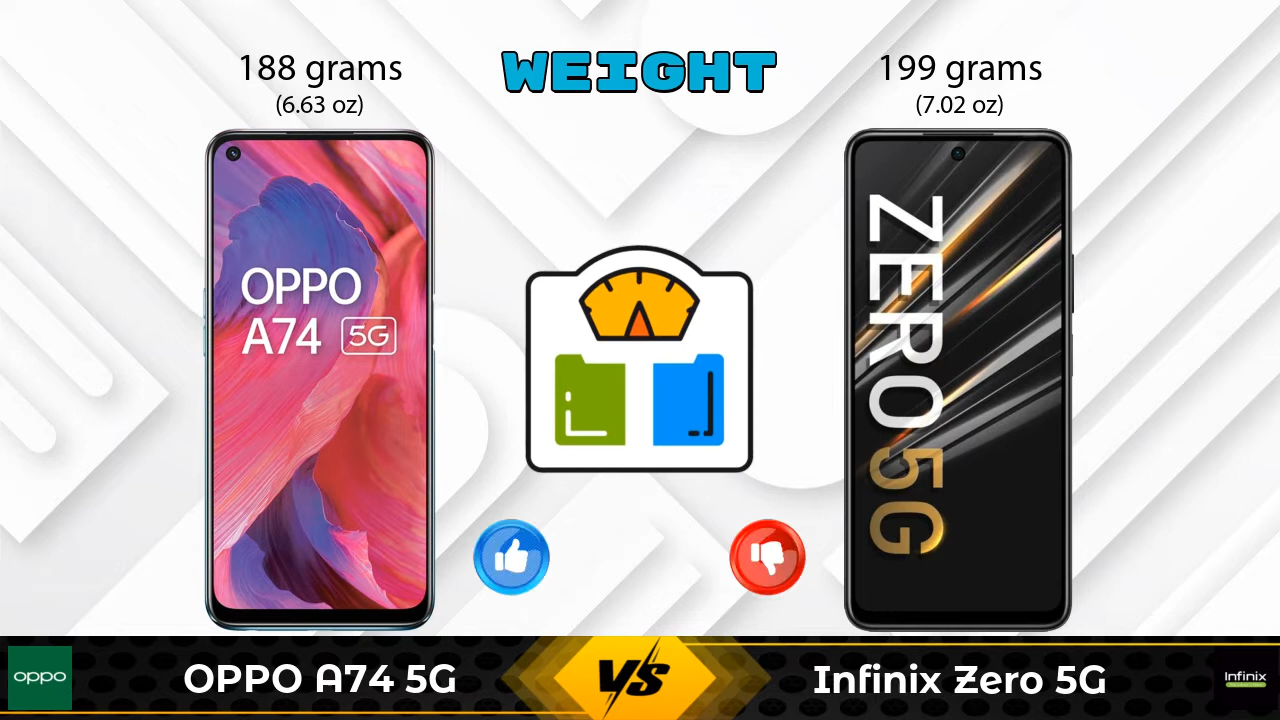 WEIGHT
188 grams
(6.63 oz)
199 grams
(7.02 oz)
OPPO
A74 5G
ZERO 5G
oppo
OPPO A74 5G
VS
Infinix Zero 5G
Infinix